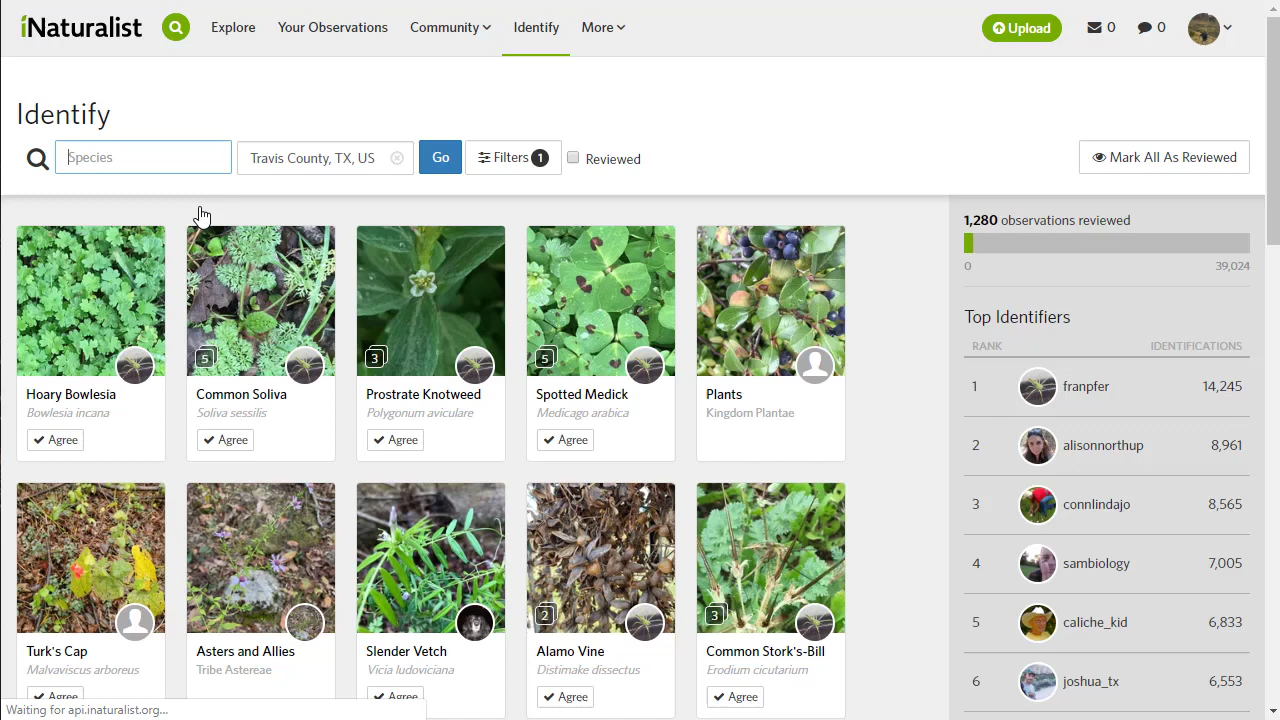 iNaturalist Explore Your Observations Community Identify More Upload 0 0
Identify
Species Travis County, TX, US Go Filters 1 Reviewed Mark All As Reviewed
1,280 observations reviewed
0 39,024
Hoary Bowlesia
Bowlesia incana
Agree
5
Common Soliva
Soliva sessilis
Agree
3
Prostrate Knotweed
Polygonum aviculare
Agree
5
Spotted Medick
Medicago arabica
Agree
Plants
Kingdom Plantae
Turk's Cap
Malvaviscus arboreus
Agree
Asters and Allies
Tribe Astereae
Slender Vetch
Vicia ludoviciana
Agree
2
Alamo Vine
Distimake dissectus
Agree
3
Common Stork's-Bill
Erodium cicutarium
Agree
Top Identifiers
RANK IDENTIFICATIONS
1 franpfer 14,245
2 alisonnorthup 8,961
3 connlindajo 8,565
4 sambiology 7,005
5 caliche_kid 6,833
6 joshua_tx 6,553
Waiting for api.inaturalist.org...